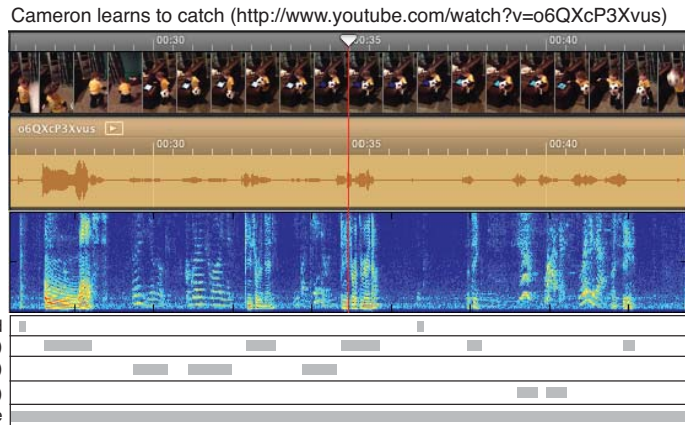 Cameron learns to catch (http://www.youtube.com/watch?v=o6QXcP3Xvus)
00:30 00:35 00:40
o6QXcP3Xvus
00:30 00:35 00:40
d
)
)
)
e